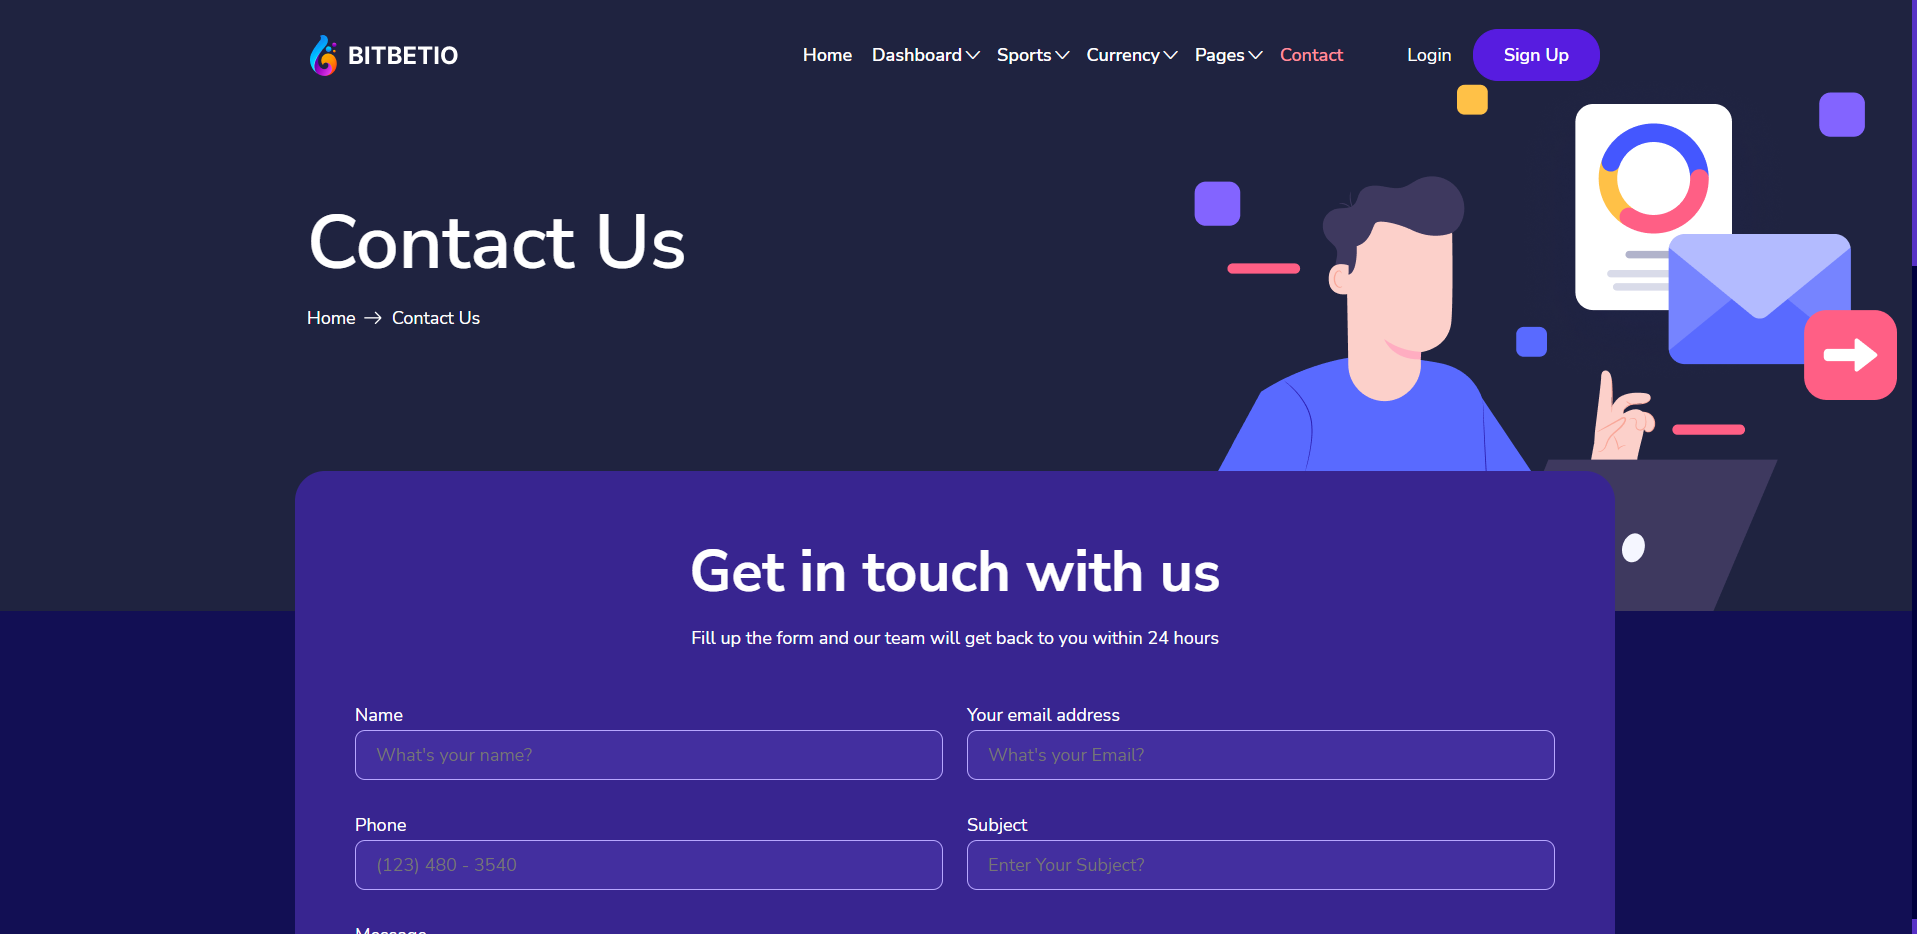 BITBETIO
Home Dashboard Sports Currency Pages Contact Login Sign Up
Contact Us
Home → Contact Us
Get in touch with us
Fill up the form and our team will get back to you within 24 hours
Name Your email address
What's your name? What's your Email?
Phone Subject
(123) 480 - 3540 Enter Your Subject?
Message